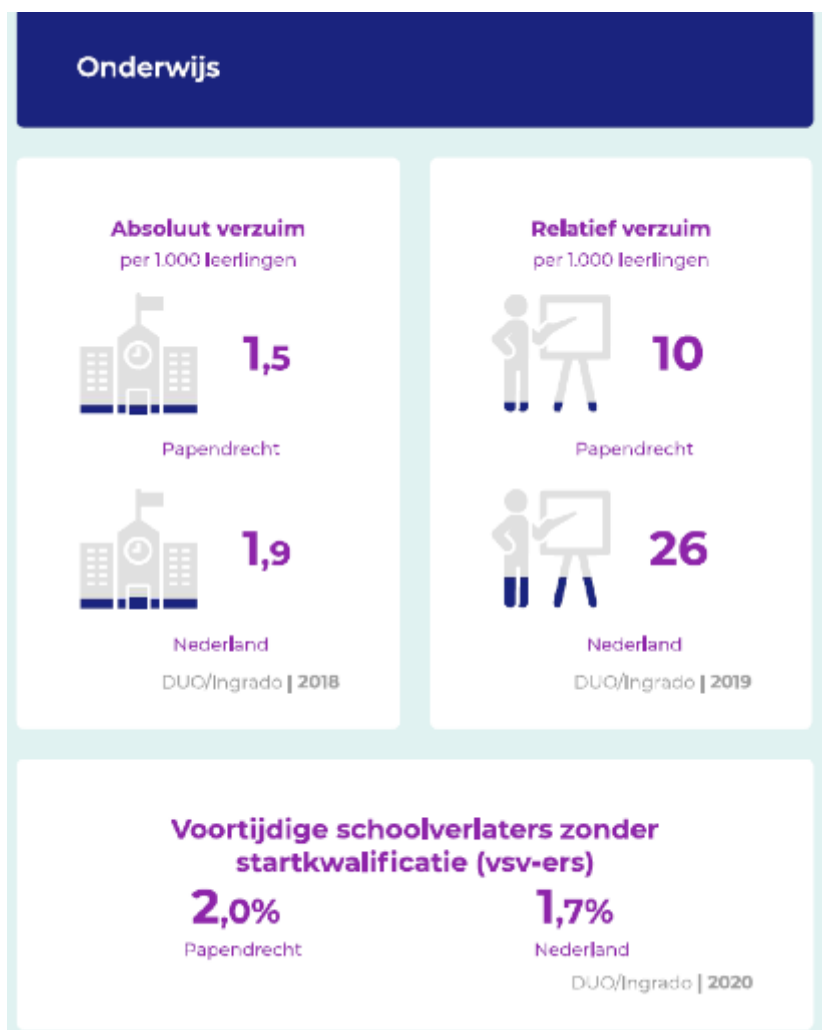 Onderwijs
Absoluut verzuim
per 1.000 leerlingen
1,5
Papendrecht
1,9
Nederland
DUO/Ingrado | 2018
Relatief verzuim
per 1.000 leerlingen
10
Papendrecht
26
Nederland
DUO/Ingrado | 2019
Voortijdige schoolverlaters zonder
startkwalificatie (vsv-ers)
2,0% 1,7%
Papendrecht Nederland
DUO/Ingrado | 2020